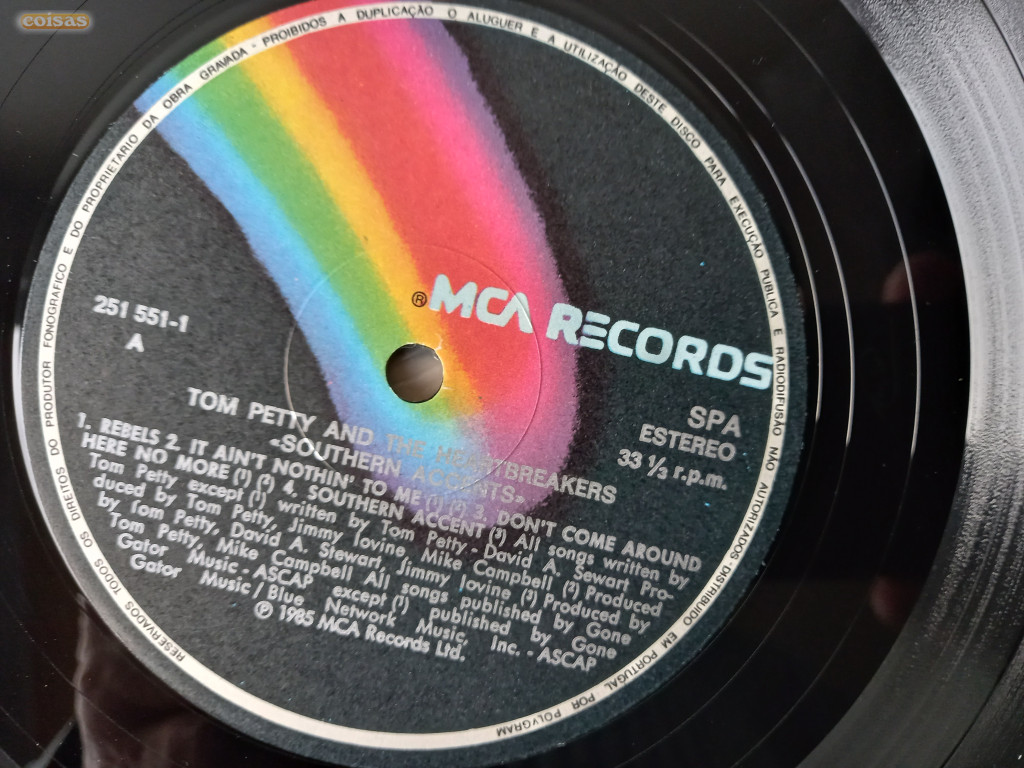 coisas
RESERVADOS TODOS OS DIREITOS DO PRODUTOR FONOGRAFICO E DO PROPRIETARIO DA OBRA GRAVADA - PROIBIDOS A DUPLICAÇÃO O ALUGUER E A UTILIZAÇÃO DESTE DISCO PARA EXECUÇÃO PUBLICA E RADIODIFUSÃO NÃO AUTORIZADOS - DISTRIBUIDO EM PORTUGAL POR POLYGRAM
® MCA RECORDS
251 551-1
A
SPA
ESTEREO
33 ⅓ r.p.m.
TOM PETTY AND THE HEARTBREAKERS
«SOUTHERN ACCENTS»
1. REBELS 2. IT AIN'T NOTHIN' TO ME (¹) (²) 3. DON'T COME AROUND
HERE NO MORE (¹) (²) 4. SOUTHERN ACCENT (³) All songs written by
Tom Petty except (¹) written by Tom Petty - David A. Sewart Pro-
duced by Tom Petty, Jimmy Iovine, Mike Campbell (²) Produced
by Tom Petty, David A. Stewart, Jimmy Iovine (³) Produced by
Tom Petty, Mike Campbell All songs published by Gone
Gator Music - ASCAP except (¹) published by Gone
Gator Music / Blue Network Music, Inc. - ASCAP
℗ 1985 MCA Records Ltd.